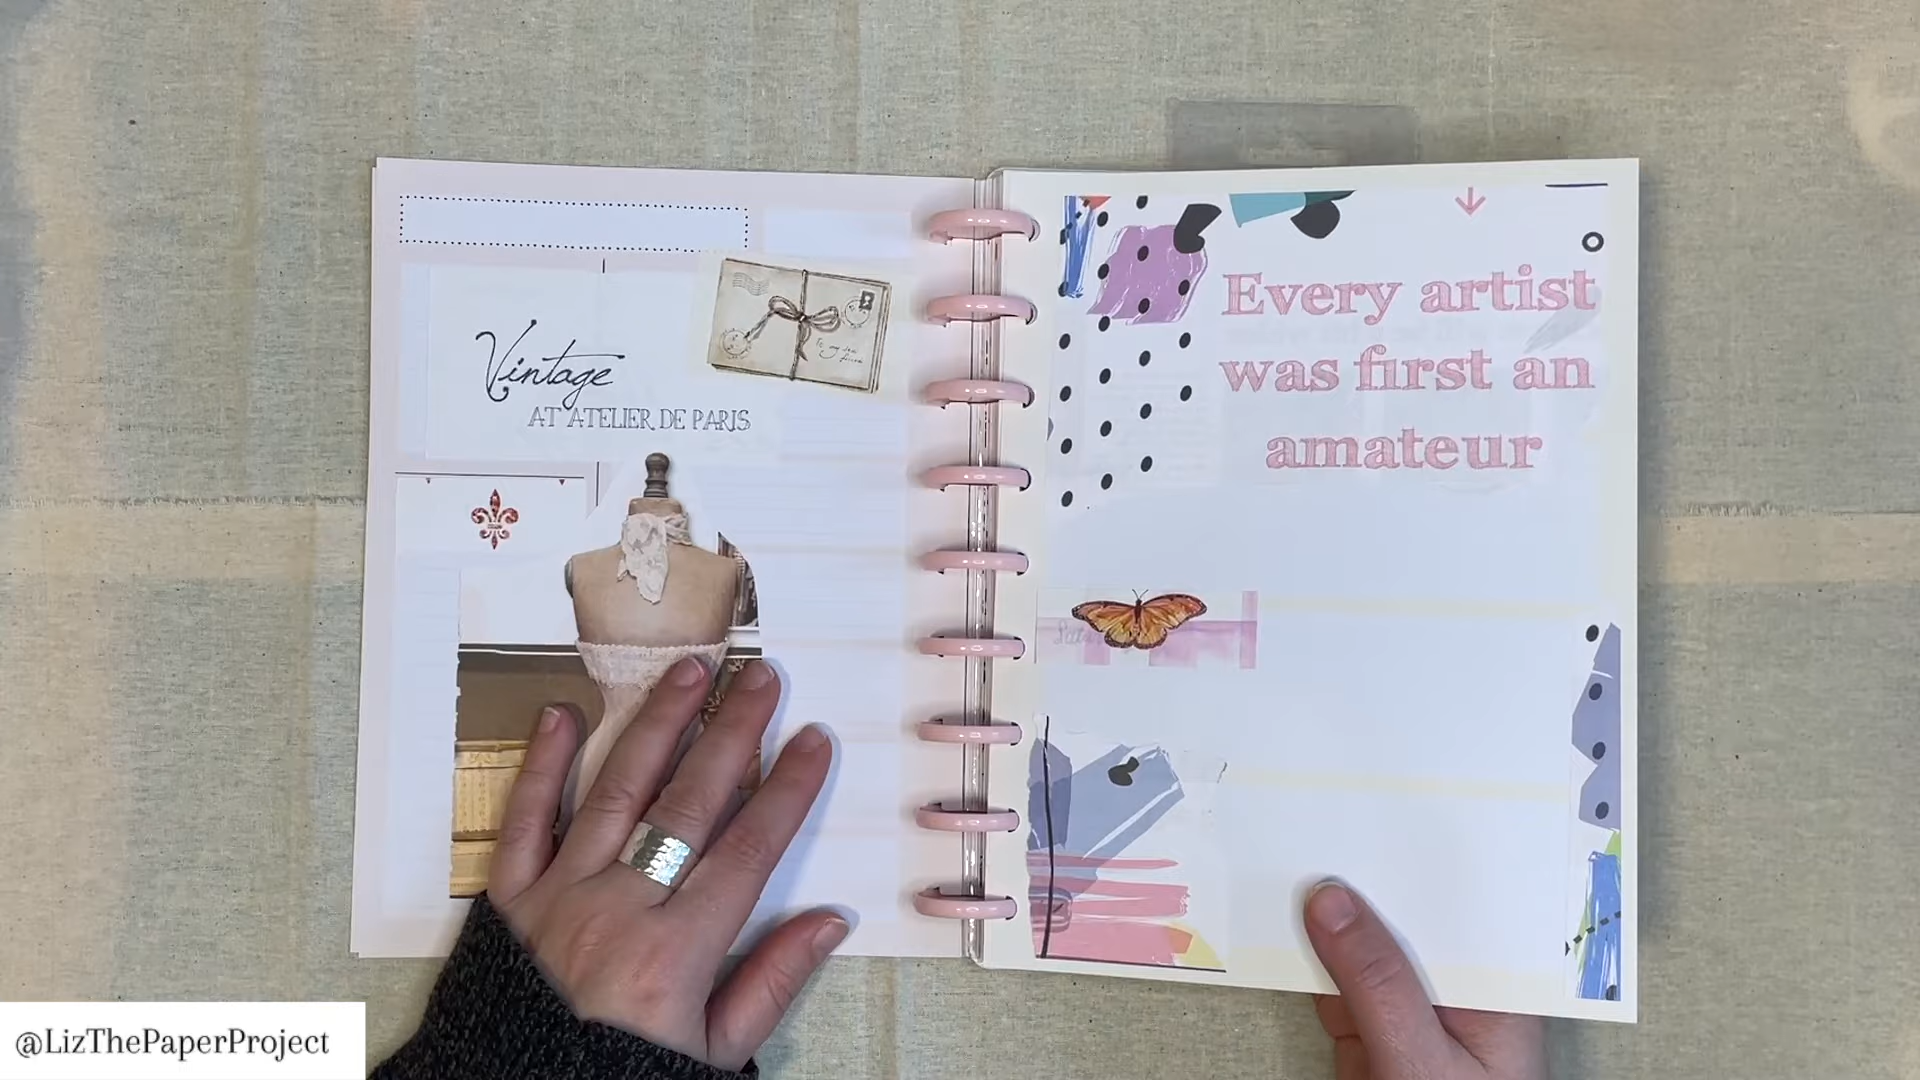 Vintage
AT ATELIER DE PARIS
Every artist
was first an
amateur
@LizThePaperProject